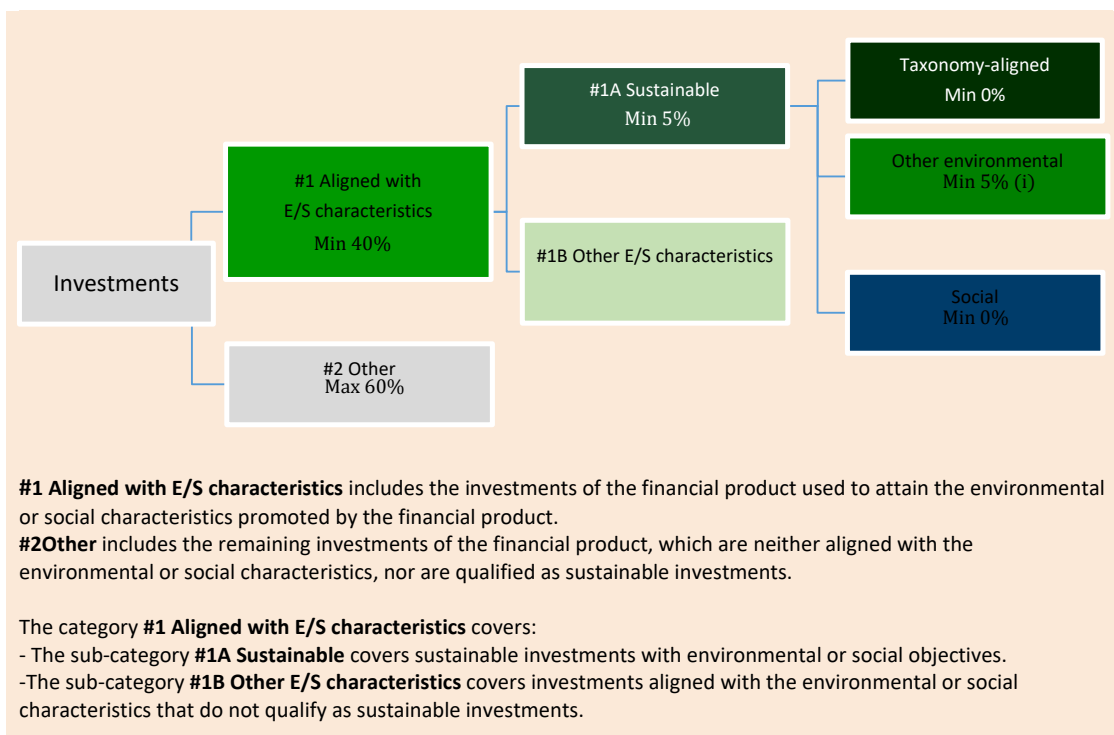 Investments
#1 Aligned with
E/S characteristics
Min 40%
#2 Other
Max 60%
#1A Sustainable
Min 5%
#1B Other E/S characteristics
Taxonomy-aligned
Min 0%
Other environmental
Min 5% (i)
Social
Min 0%
#1 Aligned with E/S characteristics includes the investments of the financial product used to attain the environmental
or social characteristics promoted by the financial product.
#2Other includes the remaining investments of the financial product, which are neither aligned with the
environmental or social characteristics, nor are qualified as sustainable investments.
The category #1 Aligned with E/S characteristics covers:
- The sub-category #1A Sustainable covers sustainable investments with environmental or social objectives.
-The sub-category #1B Other E/S characteristics covers investments aligned with the environmental or social
characteristics that do not qualify as sustainable investments.